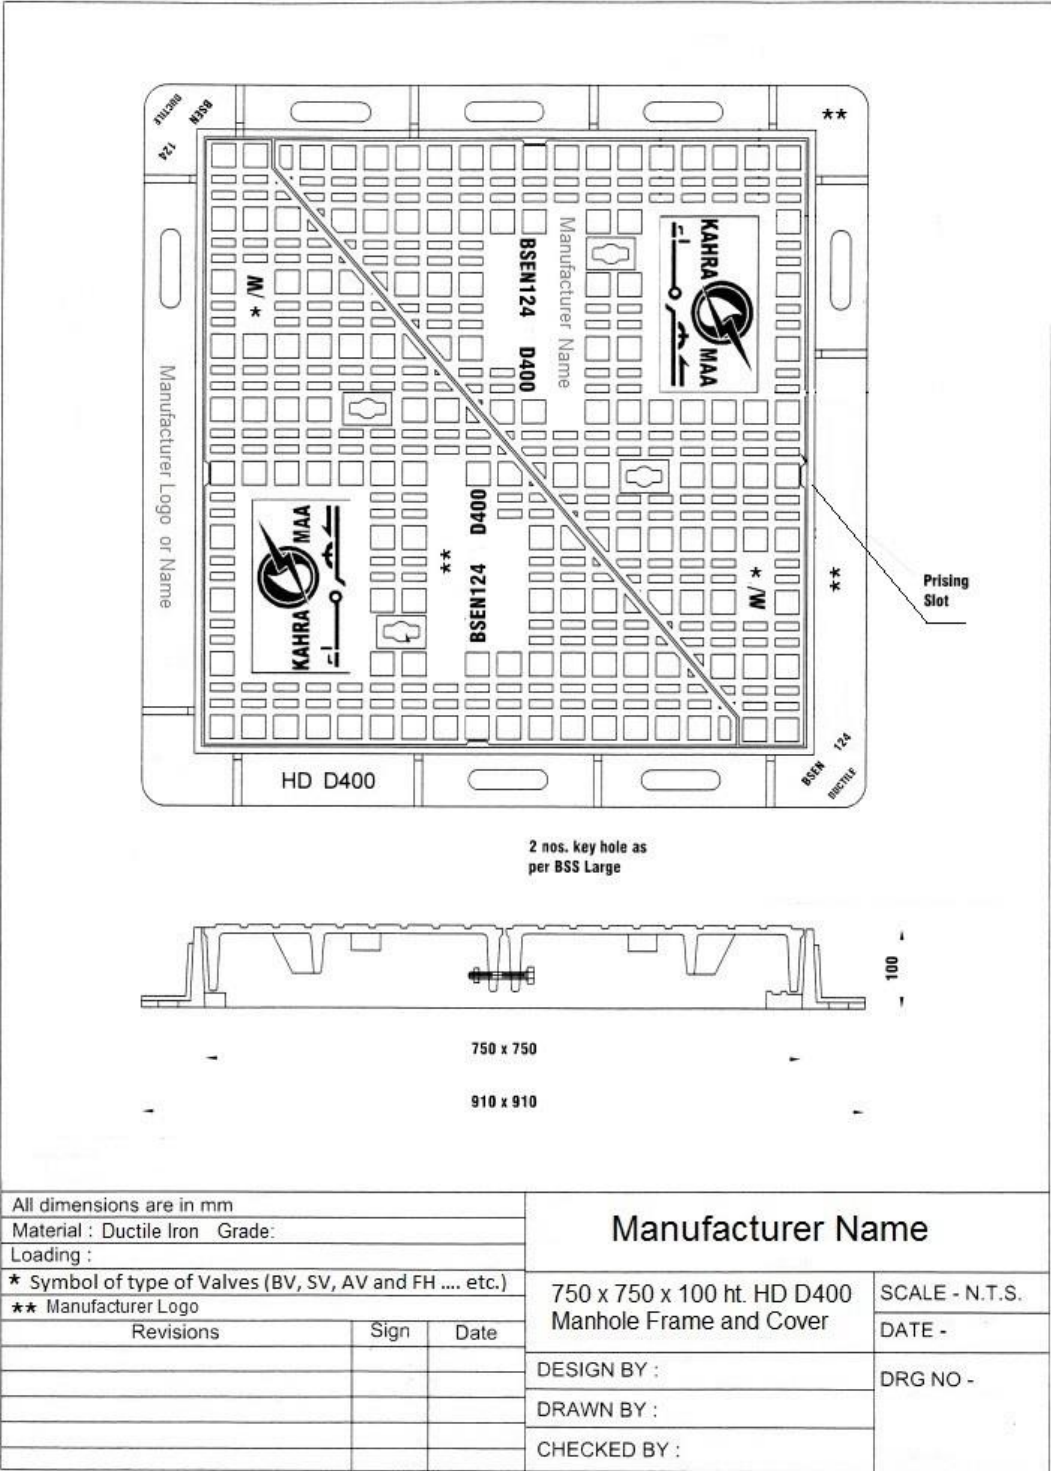 BSEN
DUCTILE
124
**
KAHRA MAA
Manufacturer Name
BSEN124 D400
W/ *
Manufacturer Logo or Name
KAHRA MAA
BSEN124 D400
**
W/ *
**
Prising
Slot
HD D400
BSEN 124
DUCTILE
2 nos. key hole as
per BSS Large
100
750 x 750
910 x 910
All dimensions are in mm
Material : Ductile Iron Grade:
Loading :
* Symbol of type of Valves (BV, SV, AV and FH .... etc.)
** Manufacturer Logo
Revisions Sign Date
Manufacturer Name
750 x 750 x 100 ht. HD D400
Manhole Frame and Cover
SCALE - N.T.S.
DATE -
DESIGN BY :
DRG NO -
DRAWN BY :
CHECKED BY :